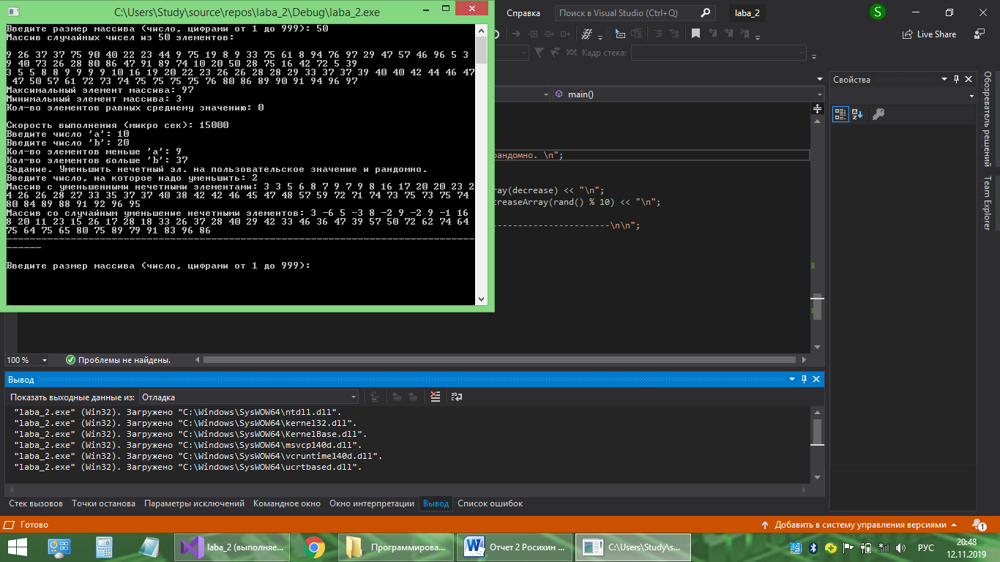 C:\Users\Study\source\repos\laba_2\Debug\laba_2.exe
Введите размер массива (число, цифрами от 1 до 999): 50
Массив случайных чисел из 50 элементов:
9 26 37 37 75 90 40 22 23 44 9 75 19 8 9 33 75 61 8 94 76 97 29 47 57 46 96 5 3
9 40 73 26 28 80 86 47 91 89 74 10 20 50 28 75 16 42 72 5 39
3 5 5 8 8 9 9 9 9 10 16 19 20 22 23 26 26 28 28 29 33 37 37 39 40 40 42 44 46 47
47 50 57 61 72 73 74 75 75 75 75 76 80 86 89 90 91 94 96 97
Максимальный элемент массива: 97
Минимальный элемент массива: 3
Кол-во элементов равных среднему значению: 0
Скорость выполнения (микро сек): 15000
Введите число 'a': 10
Введите число 'b': 20
Кол-во элементов меньше 'a': 9
Кол-во элементов больше 'b': 37
Задание. Уменьшить нечетный эл. на пользовательское значение и рандомно.
Введите число, на которое надо уменьшить: 2
Массив с уменьшенными нечетными элементами: 3 3 5 6 8 7 9 7 9 8 16 17 20 20 23 2
4 26 26 28 27 33 35 37 37 40 38 42 42 46 45 47 48 57 59 72 71 74 73 75 73 75 74
80 84 89 88 91 92 96 95
Массив со случайным уменьшение нечетными элементов: 3 -6 5 -3 8 -2 9 -2 9 -1 16
8 20 11 23 15 26 17 28 18 33 26 37 28 40 29 42 33 46 36 47 39 57 50 72 62 74 64
75 64 75 65 80 75 89 79 91 83 96 86
--------------------------------------------------------------------------------
------
Введите размер массива (число, цифрами от 1 до 999):
Справка
Поиск в Visual Studio (Ctrl+Q)
laba_2
S
Live Share
Кадр стека:
main()
рандомно. \n";
ray(decrease) << "\n";
creaseArray(rand() % 10) << "\n";
----------------------\n\n";
Свойства
Обозреватель решений
Team Explorer
100 %
Проблемы не найдены.
Вывод
Показать выходные данные из: Отладка
"laba_2.exe" (Win32). Загружено "C:\Windows\SysWOW64\ntdll.dll".
"laba_2.exe" (Win32). Загружено "C:\Windows\SysWOW64\kernel32.dll".
"laba_2.exe" (Win32). Загружено "C:\Windows\SysWOW64\KernelBase.dll".
"laba_2.exe" (Win32). Загружено "C:\Windows\SysWOW64\msvcp140d.dll".
"laba_2.exe" (Win32). Загружено "C:\Windows\SysWOW64\vcruntime140d.dll".
"laba_2.exe" (Win32). Загружено "C:\Windows\SysWOW64\ucrtbased.dll".
Стек вызовов Точки останова Параметры исключений Командное окно Окно интерпретации Вывод Список ошибок
Готово
Добавить в систему управления версиями
1
laba_2 (выполняе...
Программирова...
Отчет 2 Росихин ...
C:\Users\Study\s...
РУС
20:48
12.11.2019